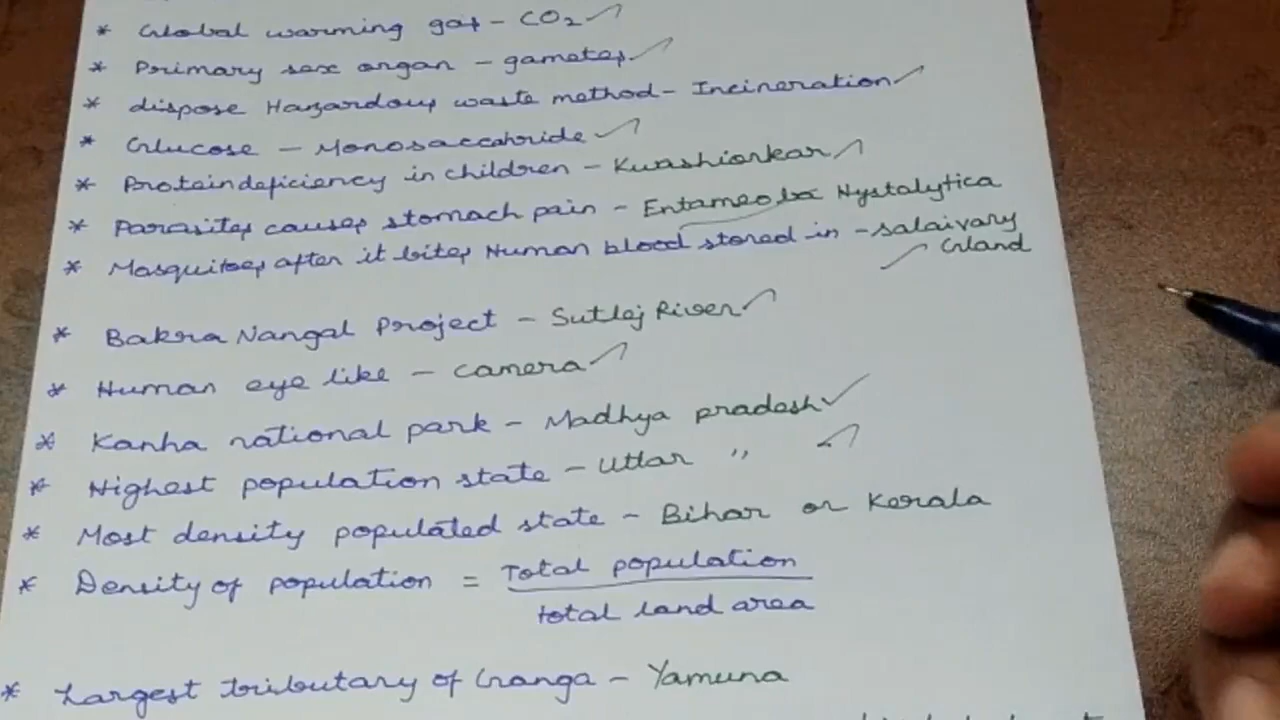 * Global warming gas - CO2
* Primary sex organ - gametes
* dispose Hazardous waste method - Incineration
* Glucose - Monosaccahride
* Protein deficiency in children - Kwashiorkar
* Parasites causes stomach pain - Entameoba Hystalytica
* Mosquitoes after it bites Human blood stored in - salaivary
Gland
* Bakra Nangal Project - Sutlej River
* Human eye like - camera
* Kanha national park - Madhya pradesh
* Highest population state - Uttar "
* Most density populated state - Bihar or Kerala
* Density of population = Total population
total land area
* Largest tributary of Ganga - Yamuna